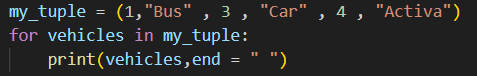 my_tuple = (1,"Bus" , 3 , "Car" , 4 , "Activa")
for vehicles in my_tuple:
    print(vehicles,end = " ")